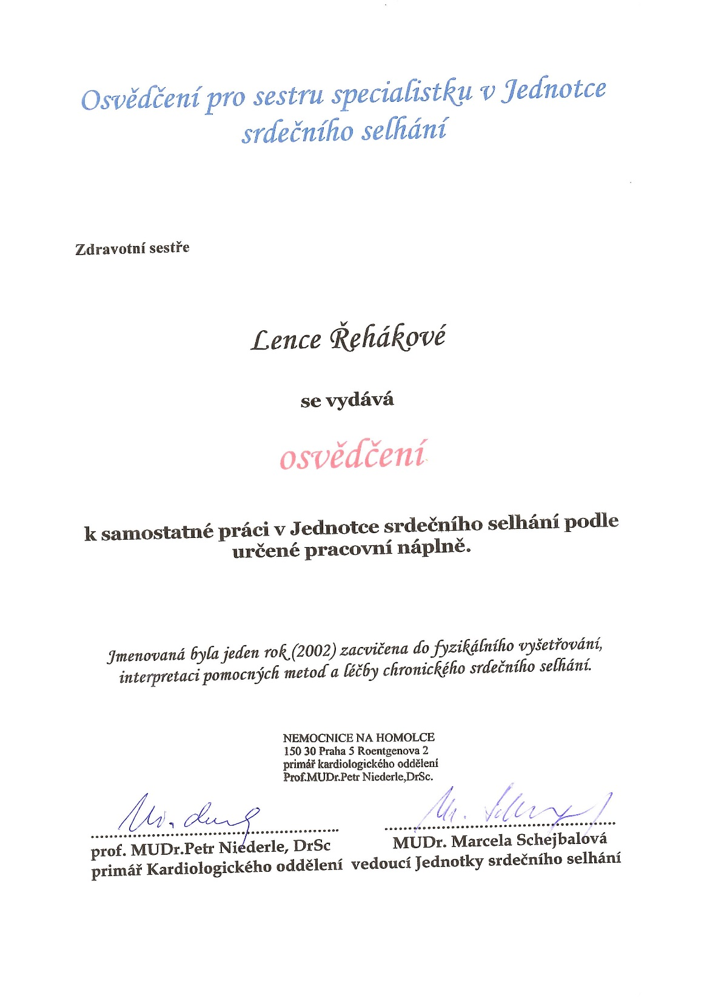 Osvědčení pro sestru specialistku v Jednotce
srdečního selhání
Zdravotní sestře
Lence Řehákové
se vydává
osvědčení
k samostatné práci v Jednotce srdečního selhání podle
určené pracovní náplně.
Jmenovaná byla jeden rok (2002) zacvičena do fyzikálního vyšetřování,
interpretaci pomocných metod a léčby chronického srdečního selhání.
NEMOCNICE NA HOMOLCE
150 30 Praha 5 Roentgenova 2
primář kardiologického oddělení
Prof.MUDr.Petr Niederle,DrSc.
prof. MUDr.Petr Niederle, DrSc
primář Kardiologického oddělení
MUDr. Marcela Schejbalová
vedoucí Jednotky srdečního selhání